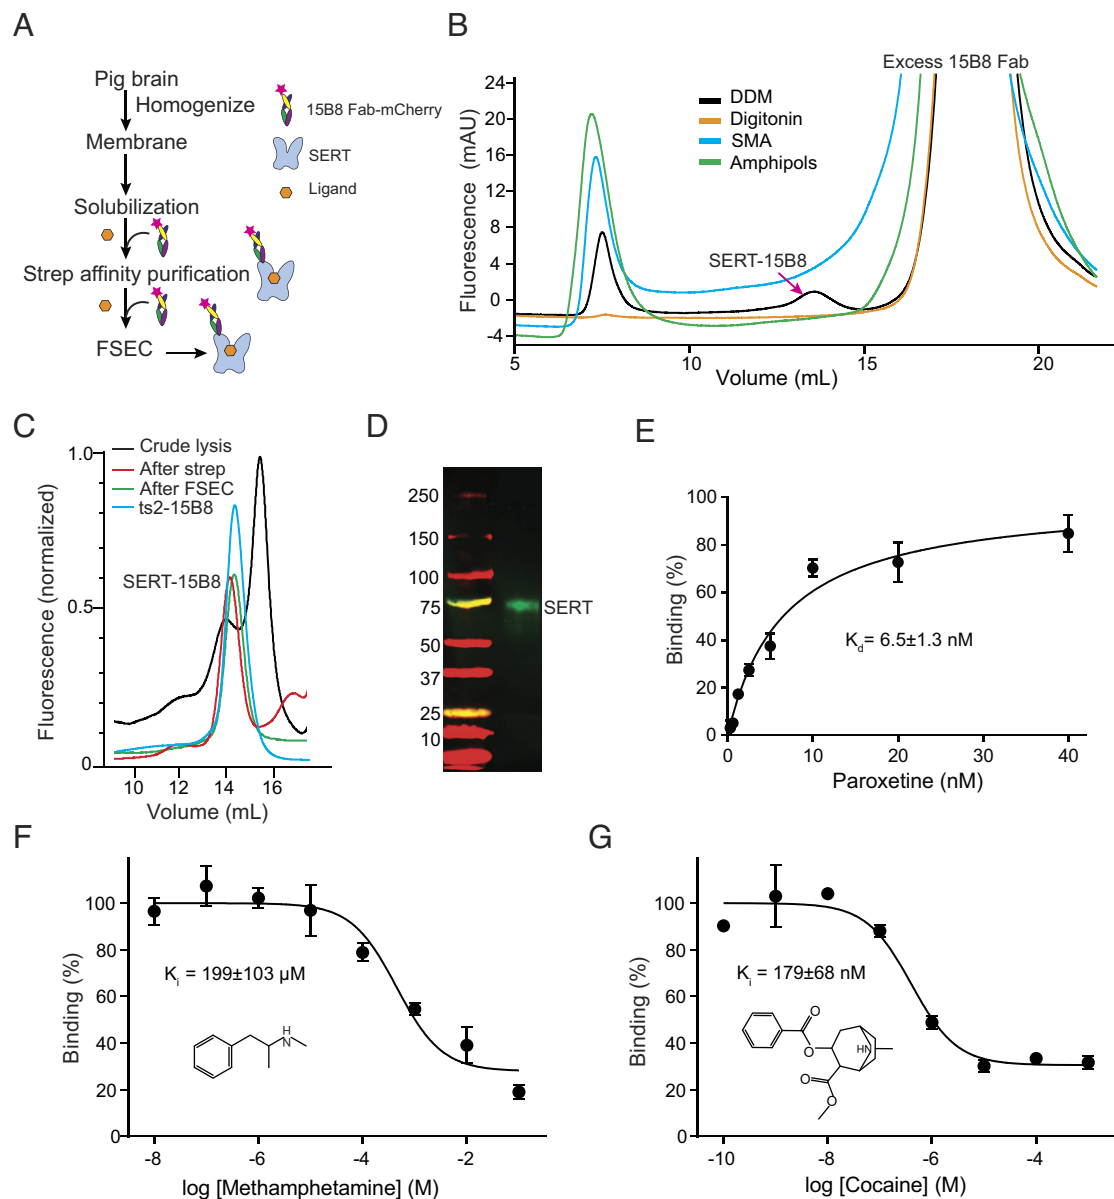 A
Pig brain
Homogenize
Membrane
Solubilization
Strep affinity purification
FSEC
15B8 Fab-mCherry
SERT
Ligand
B
Excess 15B8 Fab
DDM
Digitonin
SMA
Amphipols
SERT-15B8
Fluorescence (mAU)
24
20
16
12
8
4
0
-4
5
10
15
20
Volume (mL)
C
Crude lysis
After strep
After FSEC
ts2-15B8
SERT-15B8
Fluorescence (normalized)
1.0
0.5
0
10
12
14
16
Volume (mL)
D
250
150
100
75
50
37
25
10
SERT
E
Binding (%)
100
80
60
40
20
0
Kd= 6.5±1.3 nM
0
10
20
30
40
Paroxetine (nM)
F
Binding (%)
100
80
60
40
20
0
Ki = 199±103 µM
H
N
-8
-6
-4
-2
log [Methamphetamine] (M)
G
Binding (%)
100
80
60
40
20
0
Ki = 179±68 nM
O
O
HN
O
O
-10
-8
-6
-4
log [Cocaine] (M)